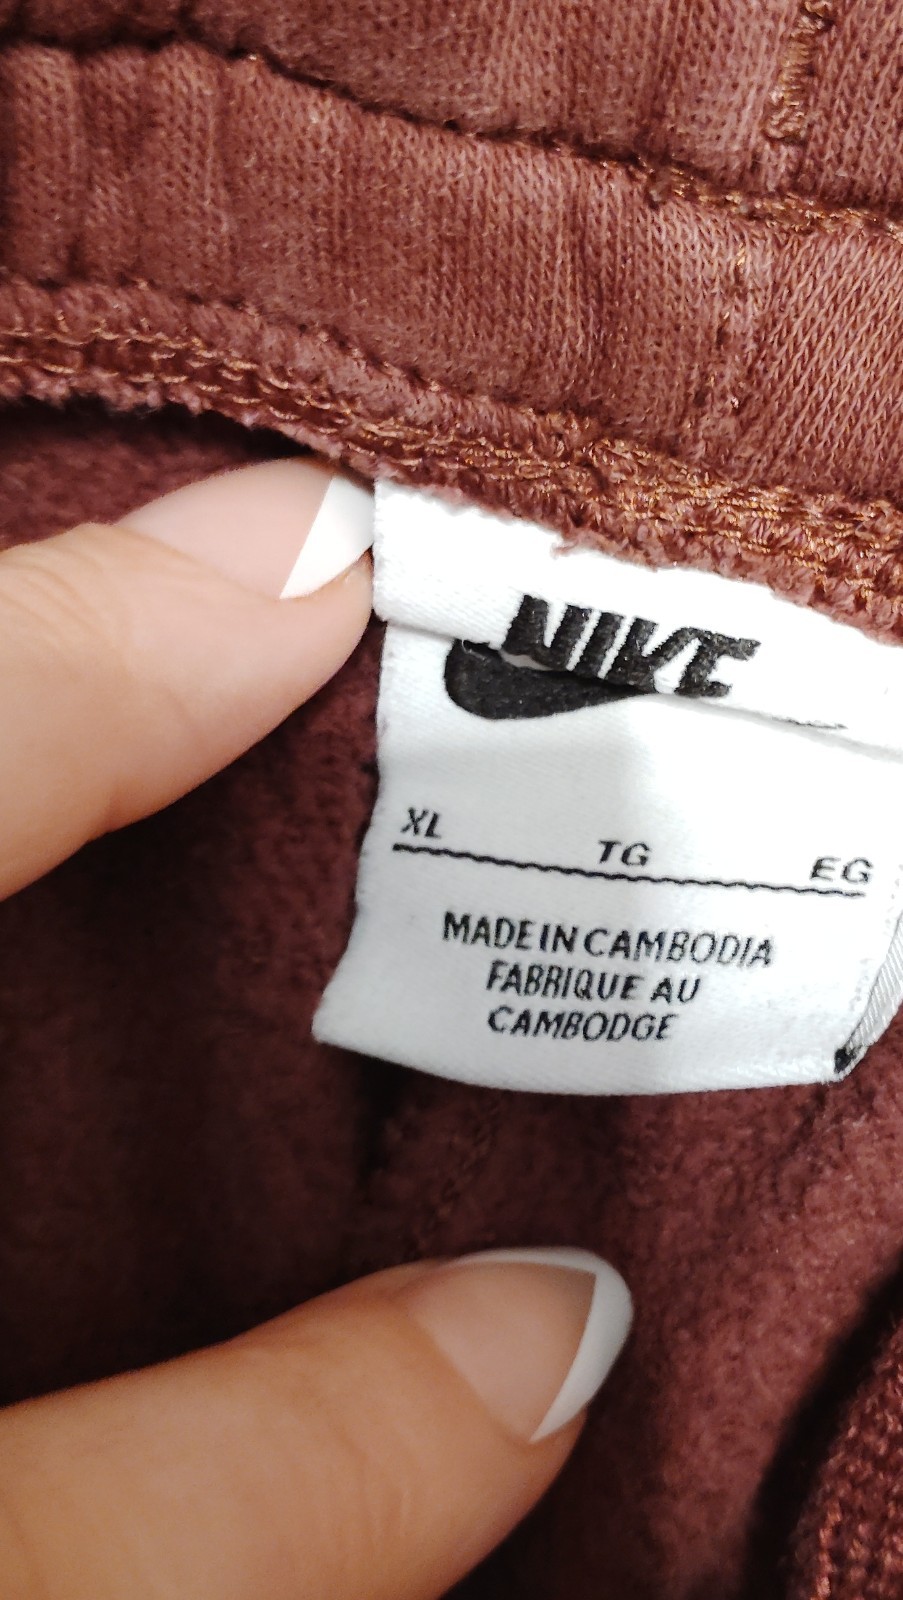 NIKE
XL TG EG
MADE IN CAMBODIA
FABRIQUE AU
CAMBODGE